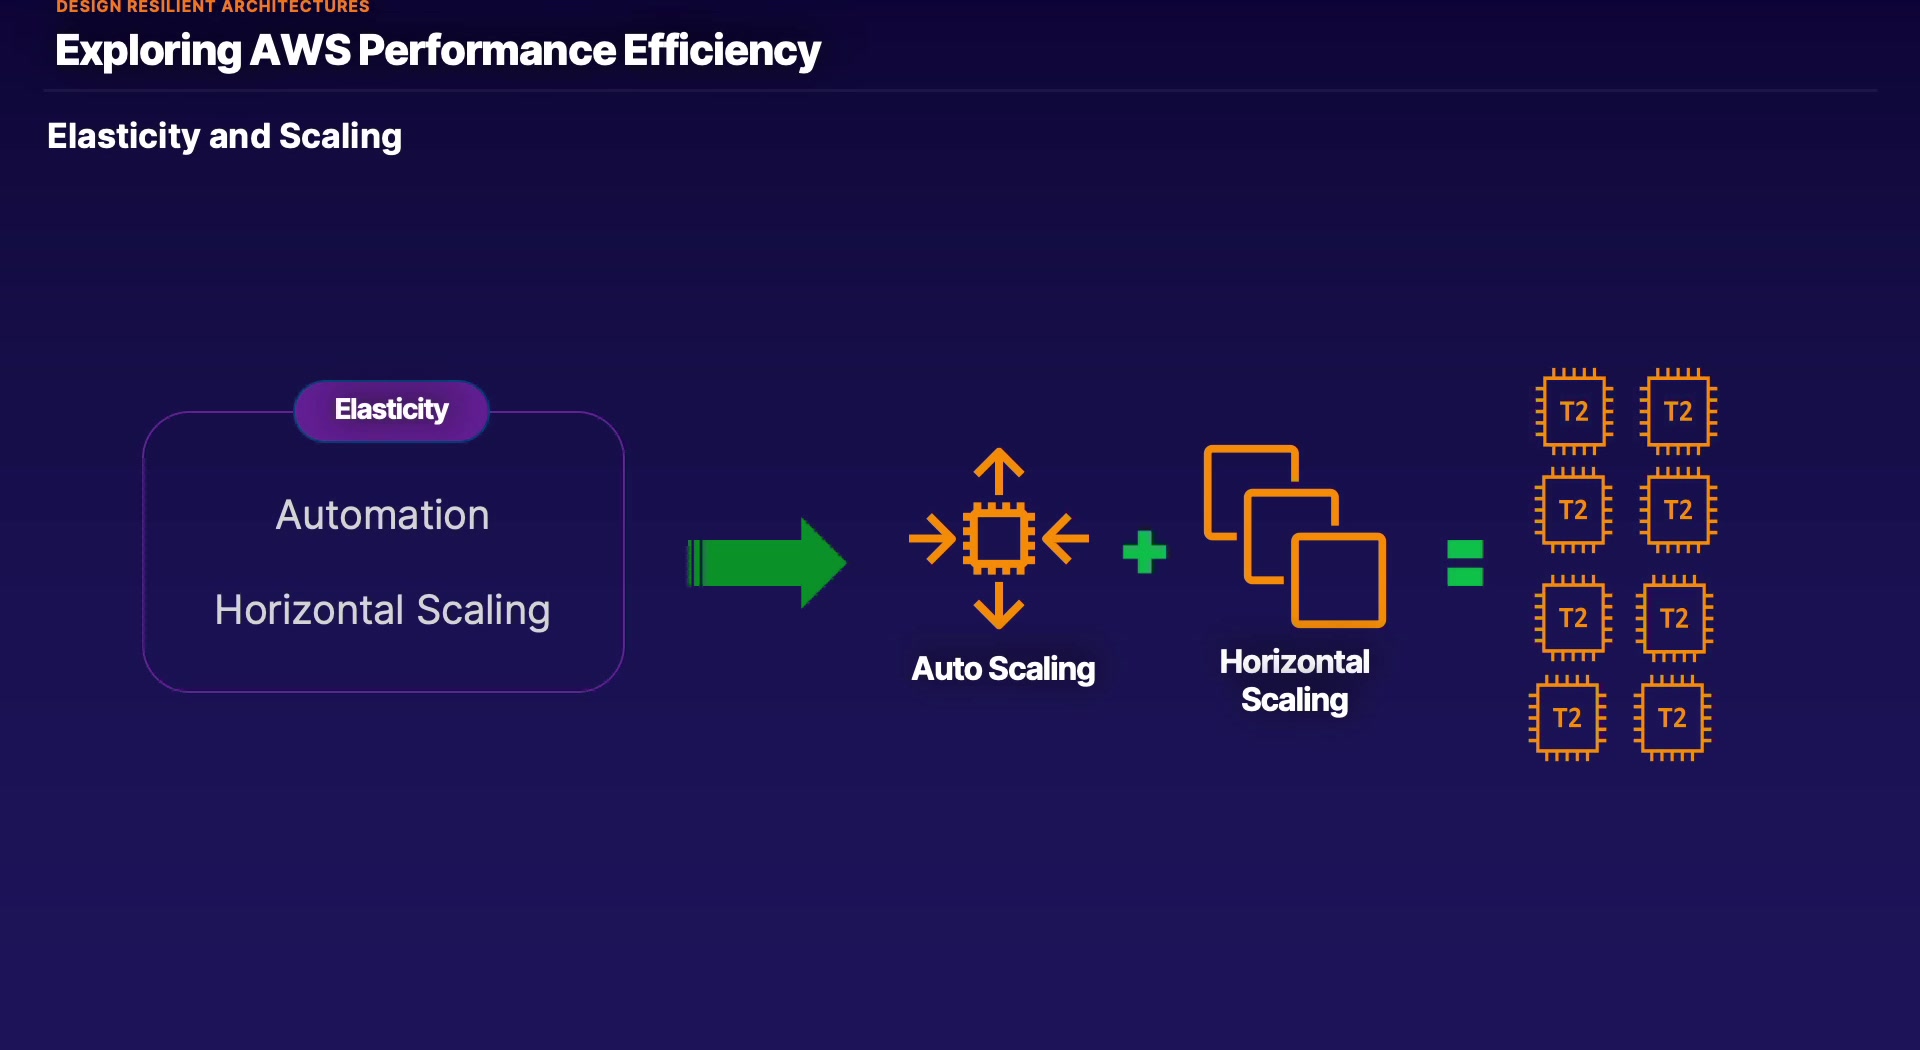 DESIGN RESILIENT ARCHITECTURES
Exploring AWS Performance Efficiency
Elasticity and Scaling
Elasticity
Automation
Horizontal Scaling
Auto Scaling
Horizontal
Scaling
T2 T2
T2 T2
T2 T2
T2 T2